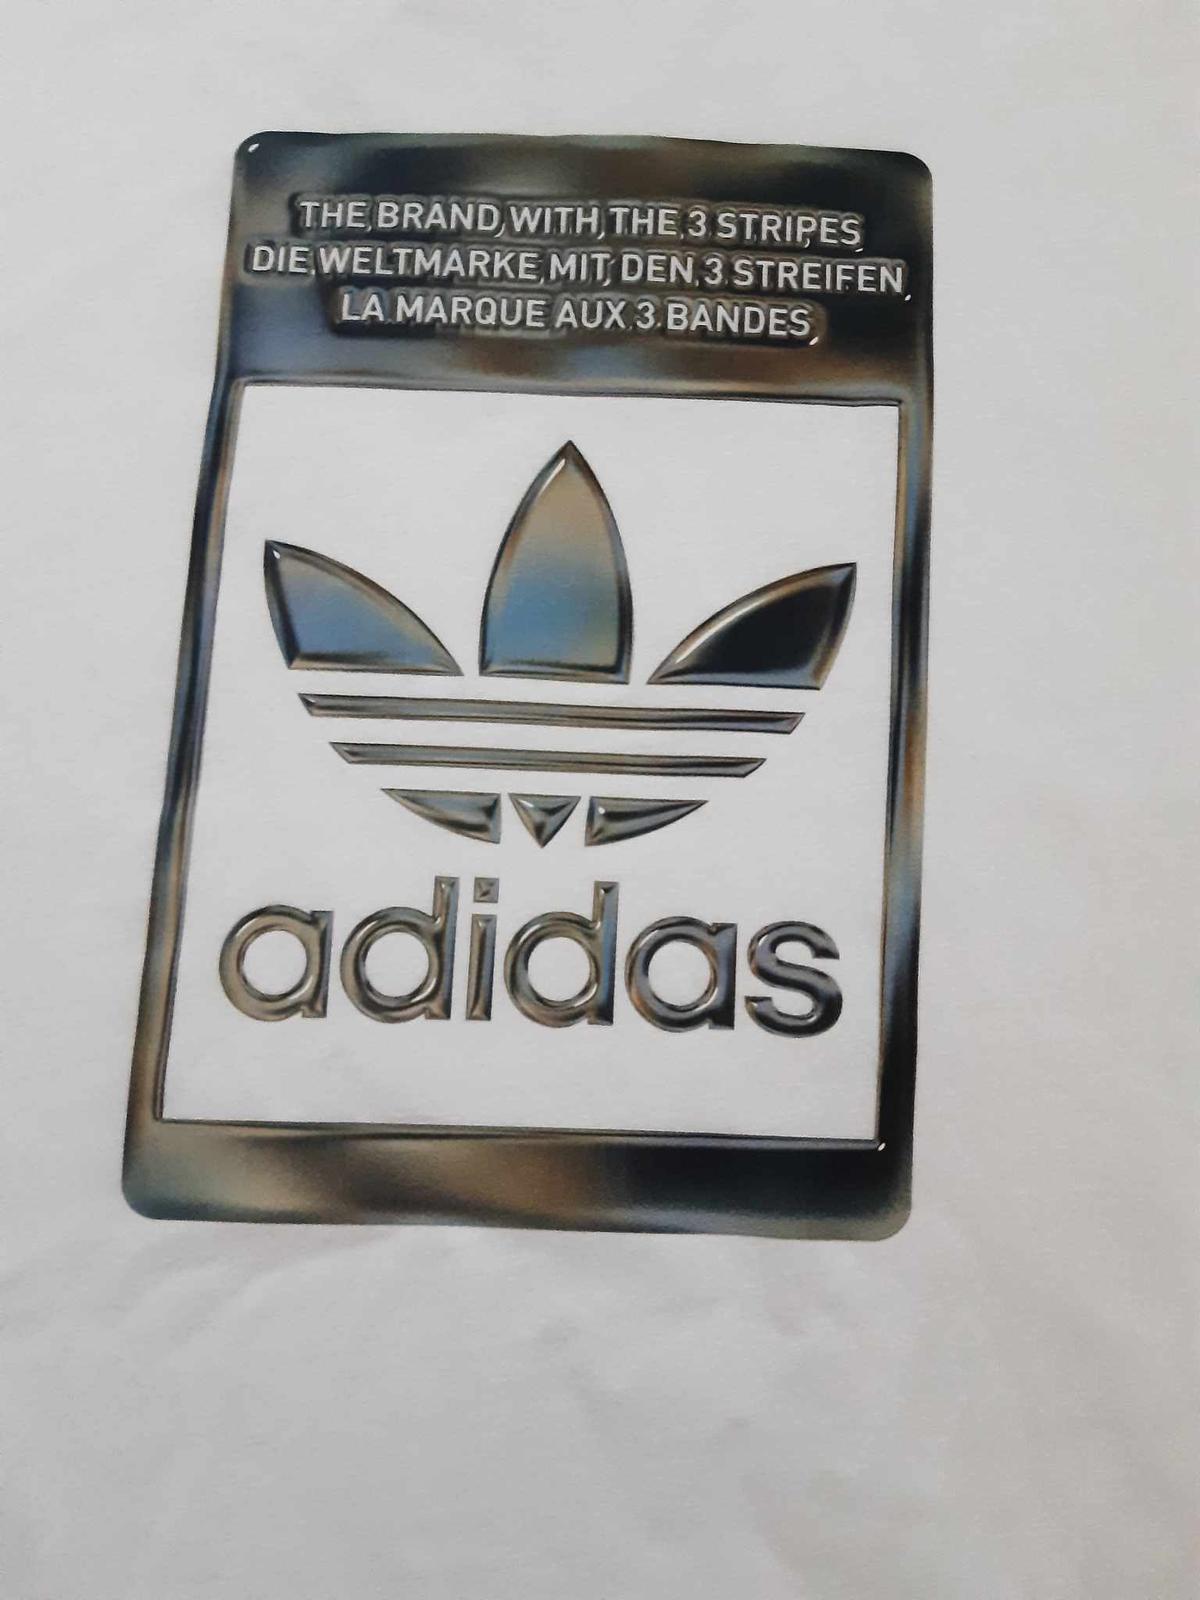 THE BRAND WITH THE 3 STRIPES
DIE WELTMARKE MIT DEN 3 STREIFEN
LA MARQUE AUX 3 BANDES
adidas